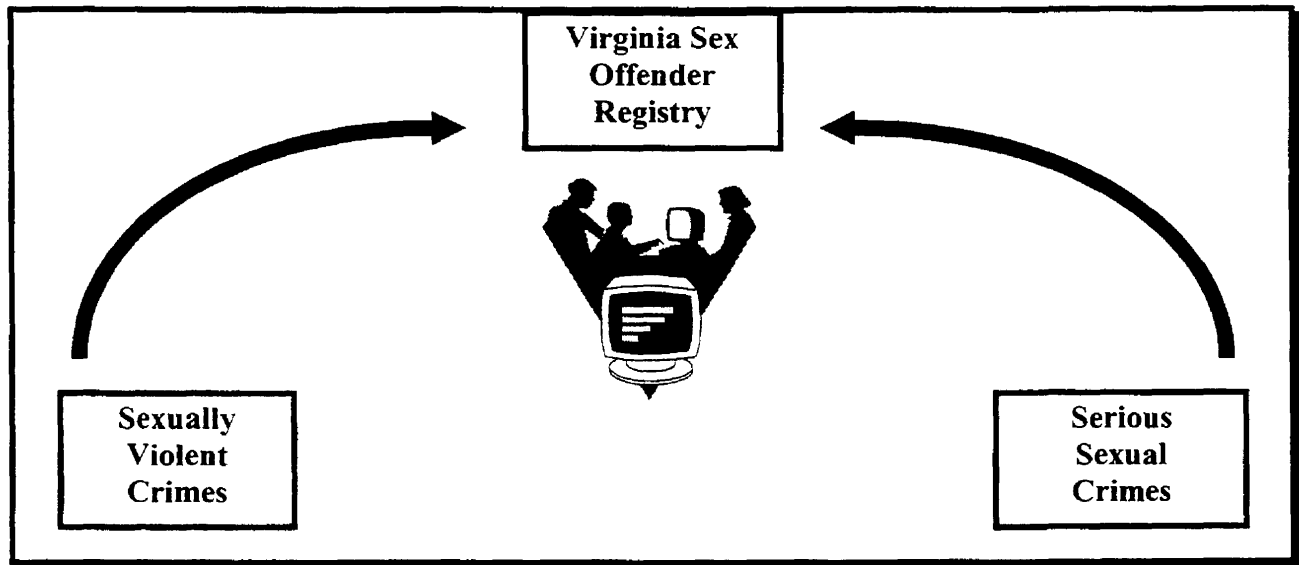 Virginia Sex
Offender
Registry
Sexually
Violent
Crimes
Serious
Sexual
Crimes